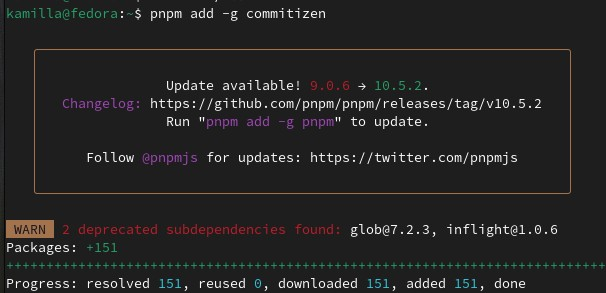 kamilla@fedora:~$ pnpm add -g commitizen
Update available! 9.0.6 → 10.5.2.
Changelog: https://github.com/pnpm/pnpm/releases/tag/v10.5.2
Run "pnpm add -g pnpm" to update.
Follow @pnpmjs for updates: https://twitter.com/pnpmjs
WARN 2 deprecated subdependencies found: glob@7.2.3, inflight@1.0.6
Packages: +151
++++++++++++++++++++++++++++++++++++++++++++++++++++++++++++++++++++++++++++
Progress: resolved 151, reused 0, downloaded 151, added 151, done